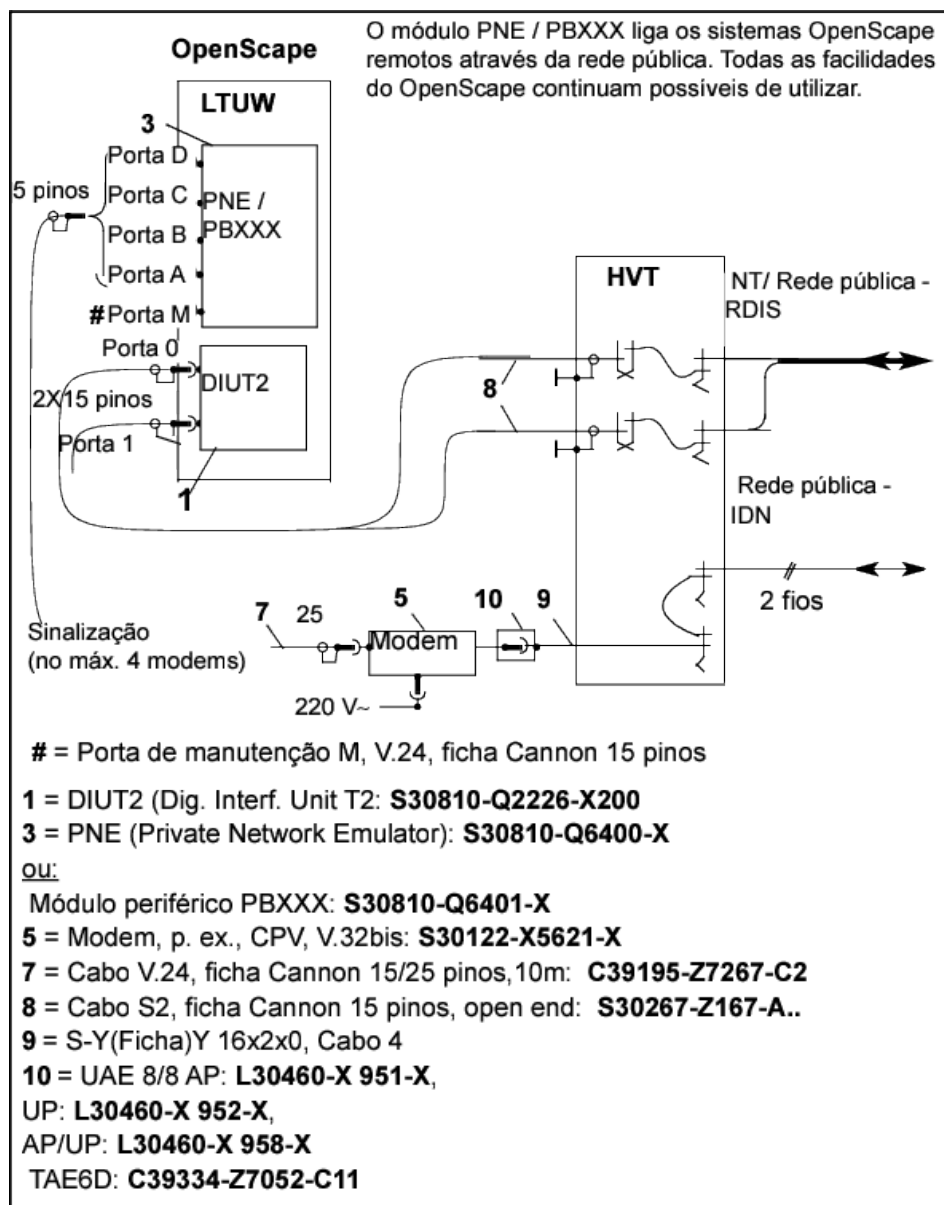 O módulo PNE / PBXXX liga os sistemas OpenScape
remotos através da rede pública. Todas as facilidades
do OpenScape continuam possíveis de utilizar.
OpenScape
LTUW
3
Porta D
5 pinos
Porta C
PNE /
PBXXX
Porta B
Porta A
#Porta M
Porta 0
DIUT2
2X15 pinos
Porta 1
1
HVT
NT/ Rede pública -
RDIS
8
Rede pública -
IDN
2 fios
Sinalização
(no máx. 4 modems)
7
25
5
10
9
Modem
220 V~
# = Porta de manutenção M, V.24, ficha Cannon 15 pinos
1 = DIUT2 (Dig. Interf. Unit T2: S30810-Q2226-X200
3 = PNE (Private Network Emulator): S30810-Q6400-X
ou:
Módulo periférico PBXXX: S30810-Q6401-X
5 = Modem, p. ex., CPV, V.32bis: S30122-X5621-X
7 = Cabo V.24, ficha Cannon 15/25 pinos,10m: C39195-Z7267-C2
8 = Cabo S2, ficha Cannon 15 pinos, open end: S30267-Z167-A..
9 = S-Y(Ficha)Y 16x2x0, Cabo 4
10 = UAE 8/8 AP: L30460-X 951-X,
UP: L30460-X 952-X,
AP/UP: L30460-X 958-X
TAE6D: C39334-Z7052-C11